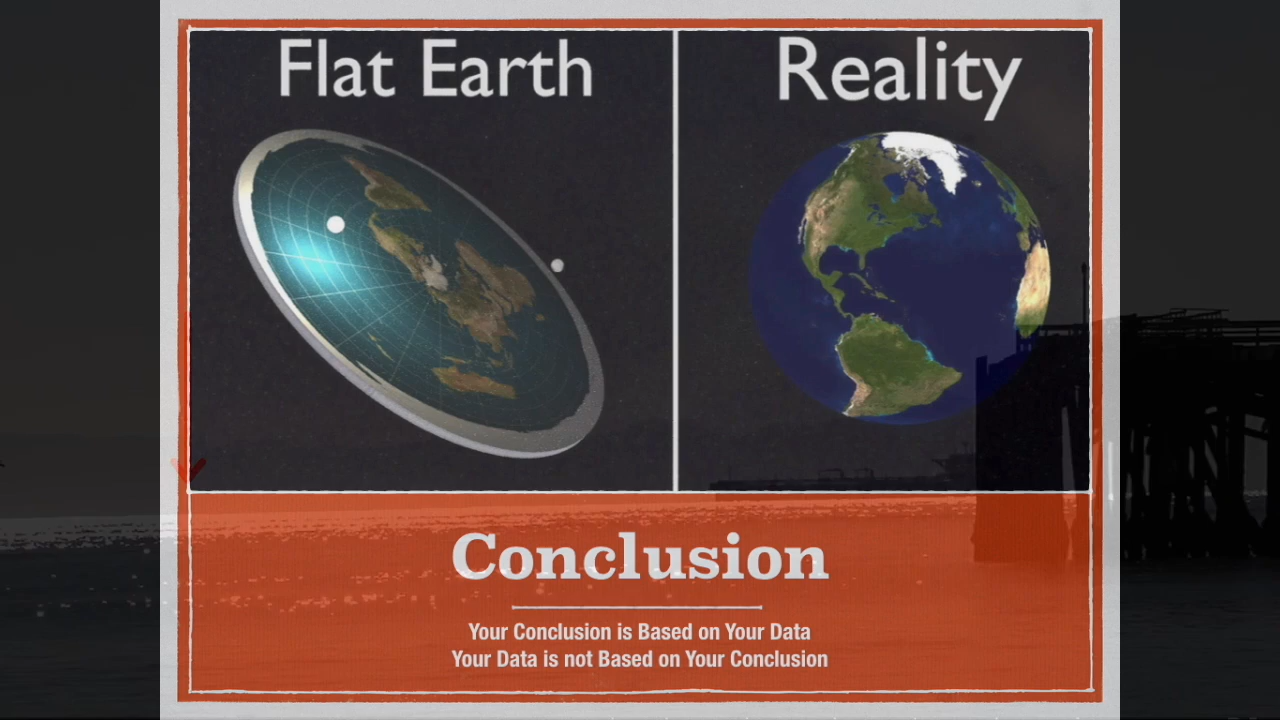 Flat Earth
Reality
Conclusion
Your Conclusion is Based on Your Data
Your Data is not Based on Your Conclusion